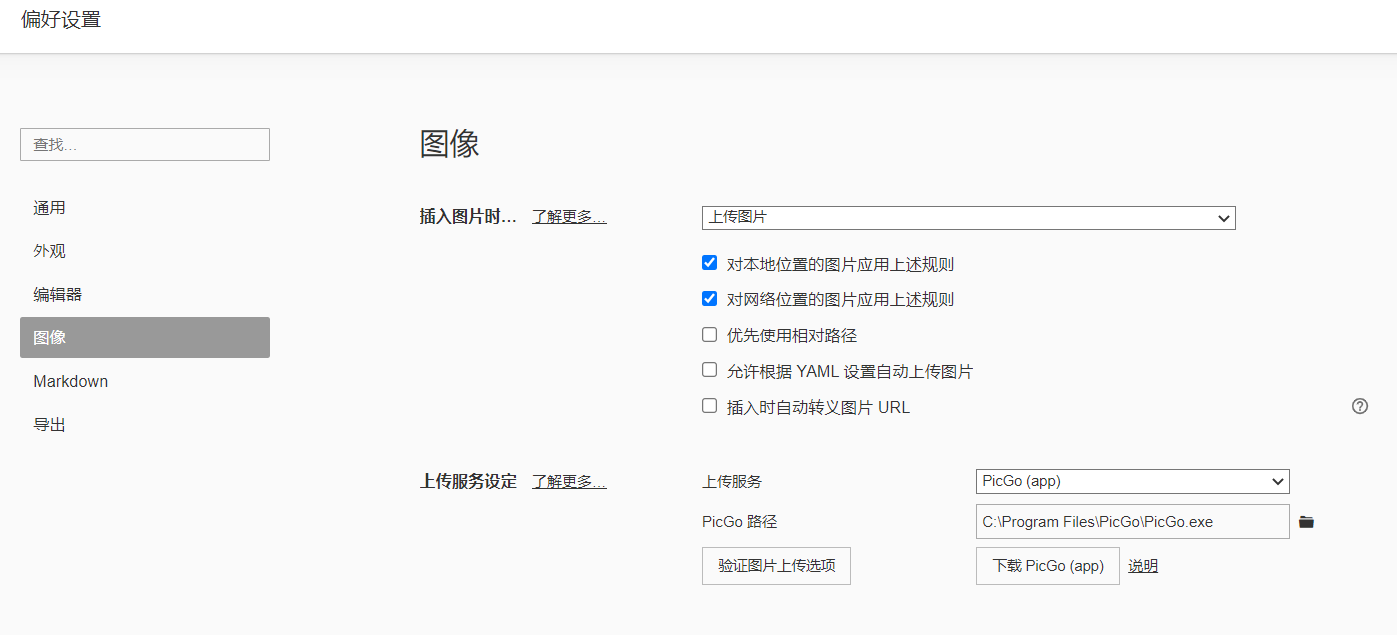 偏好设置
查找...
通用
外观
编辑器
图像
Markdown
导出
图像
插入图片时... 了解更多... 上传图片
对本地位置的图片应用上述规则
对网络位置的图片应用上述规则
优先使用相对路径
允许根据 YAML 设置自动上传图片
插入时自动转义图片 URL
上传服务设定 了解更多... 上传服务 PicGo (app)
PicGo 路径 C:\Program Files\PicGo\PicGo.exe
验证图片上传选项 下载 PicGo (app) 说明